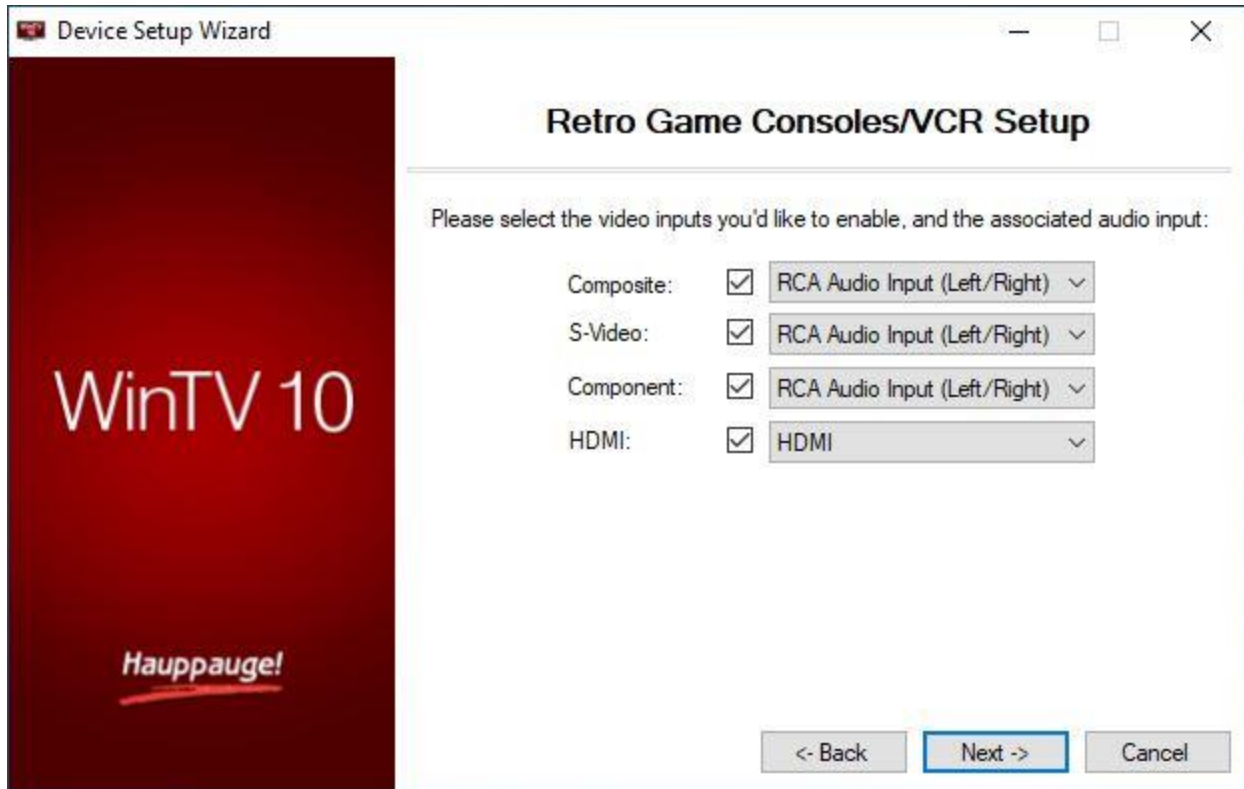 Device Setup Wizard
Retro Game Consoles/VCR Setup
Please select the video inputs you'd like to enable, and the associated audio input:
Composite: RCA Audio Input (Left/Right)
S-Video: RCA Audio Input (Left/Right)
Component: RCA Audio Input (Left/Right)
HDMI: HDMI
WinTV 10
Hauppauge!
<- Back Next -> Cancel